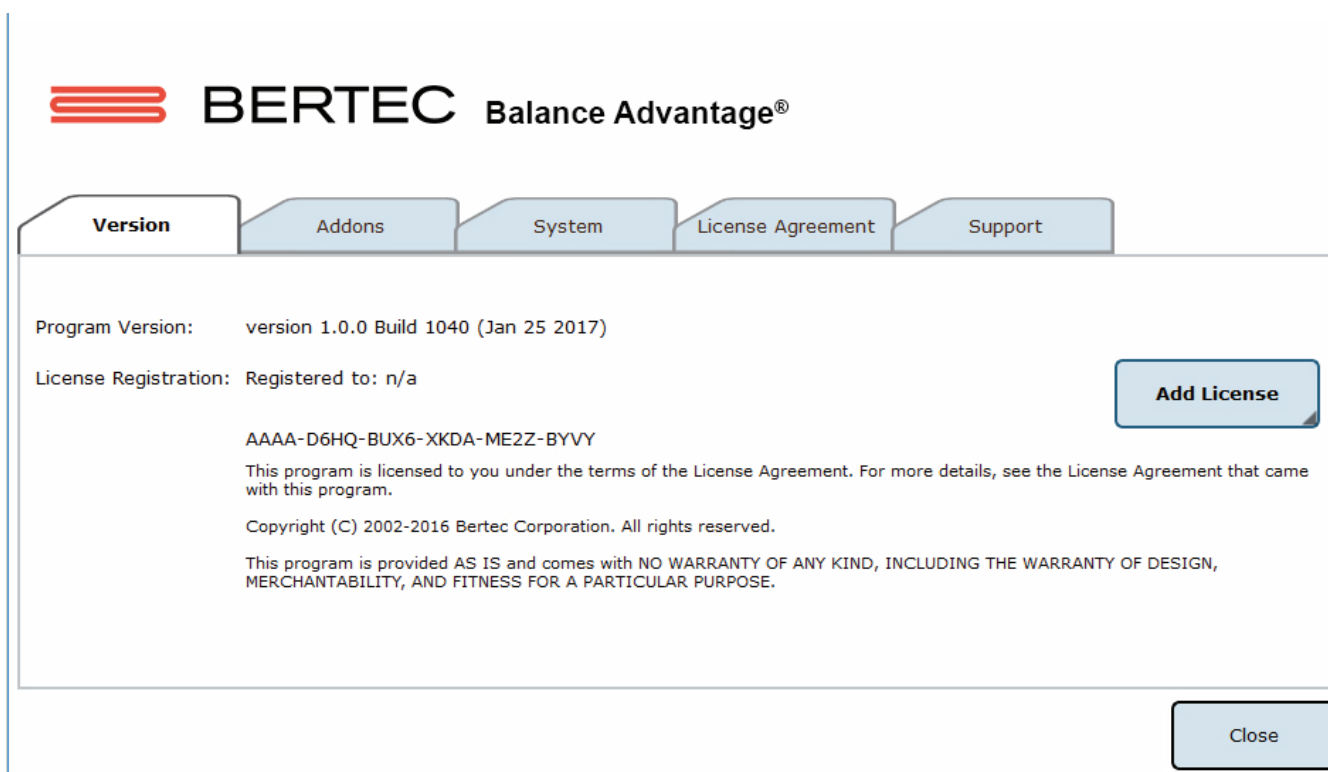 BERTEC Balance Advantage®
Version Addons System License Agreement Support
Program Version: version 1.0.0 Build 1040 (Jan 25 2017)
License Registration: Registered to: n/a
Add License
AAAA-D6HQ-BUX6-XKDA-ME2Z-BYVY
This program is licensed to you under the terms of the License Agreement. For more details, see the License Agreement that came
with this program.
Copyright (C) 2002-2016 Bertec Corporation. All rights reserved.
This program is provided AS IS and comes with NO WARRANTY OF ANY KIND, INCLUDING THE WARRANTY OF DESIGN,
MERCHANTABILITY, AND FITNESS FOR A PARTICULAR PURPOSE.
Close